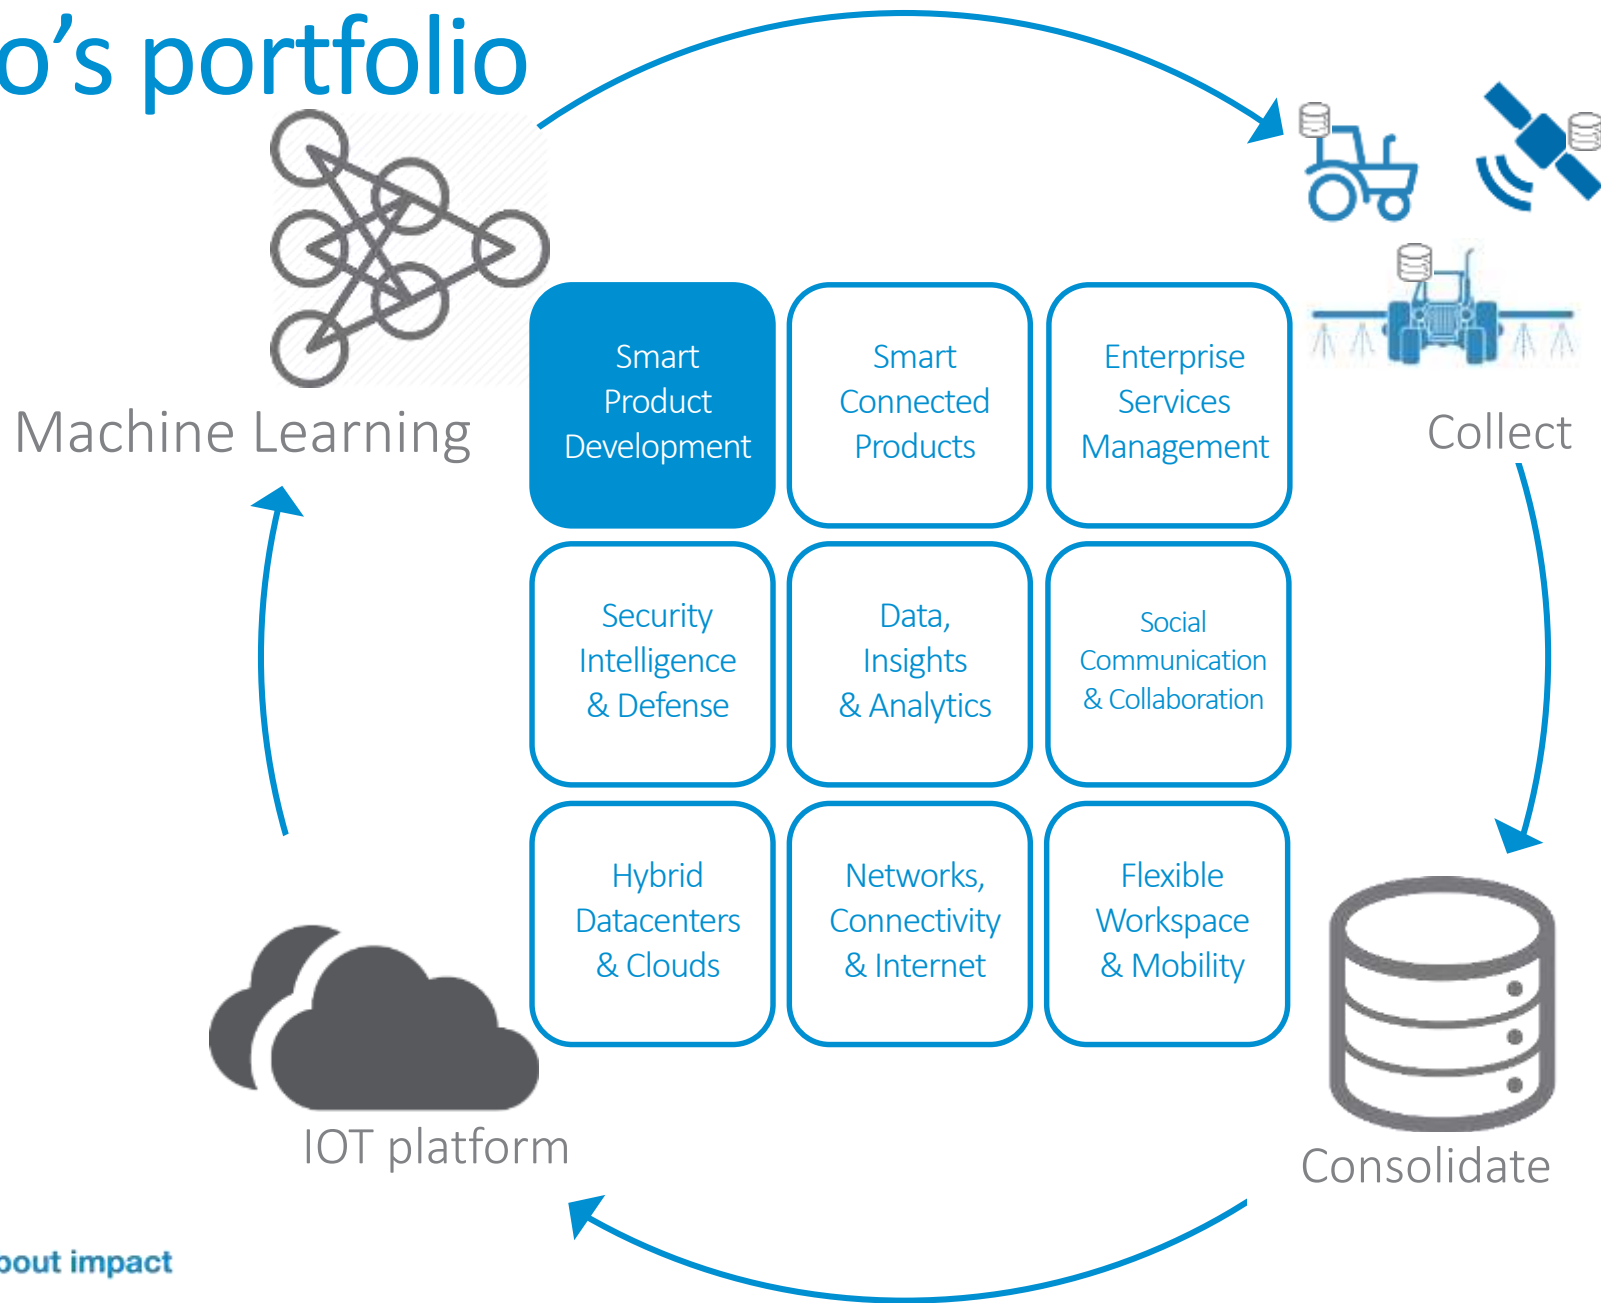 o's portfolio
Machine Learning
Collect
Smart
Product
Development
Smart
Connected
Products
Enterprise
Services
Management
Security
Intelligence
& Defense
Data,
Insights
& Analytics
Social
Communication
& Collaboration
Hybrid
Datacenters
& Clouds
Networks,
Connectivity
& Internet
Flexible
Workspace
& Mobility
IOT platform
Consolidate
bout impact